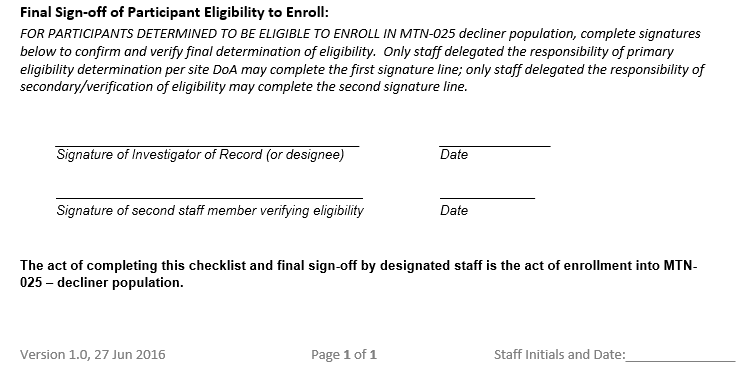 Final Sign-off of Participant Eligibility to Enroll:
FOR PARTICIPANTS DETERMINED TO BE ELIGIBLE TO ENROLL IN MTN-025 decliner population, complete signatures
below to confirm and verify final determination of eligibility.  Only staff delegated the responsibility of primary
eligibility determination per site DoA may complete the first signature line; only staff delegated the responsibility of
secondary/verification of eligibility may complete the second signature line.
Signature of Investigator of Record (or designee) Date
Signature of second staff member verifying eligibility Date
The act of completing this checklist and final sign-off by designated staff is the act of enrollment into MTN-
025 – decliner population.
Version 1.0, 27 Jun 2016 Page 1 of 1 Staff Initials and Date:________________